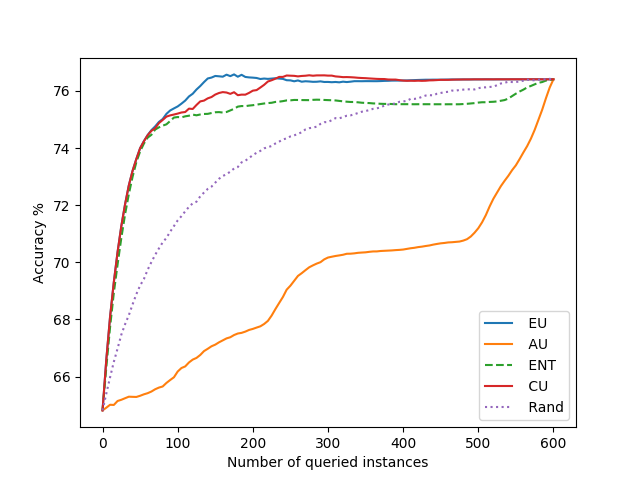 76
74
72
70
68
66
Accuracy %
0 100 200 300 400 500 600
Number of queried instances
EU
AU
ENT
CU
Rand